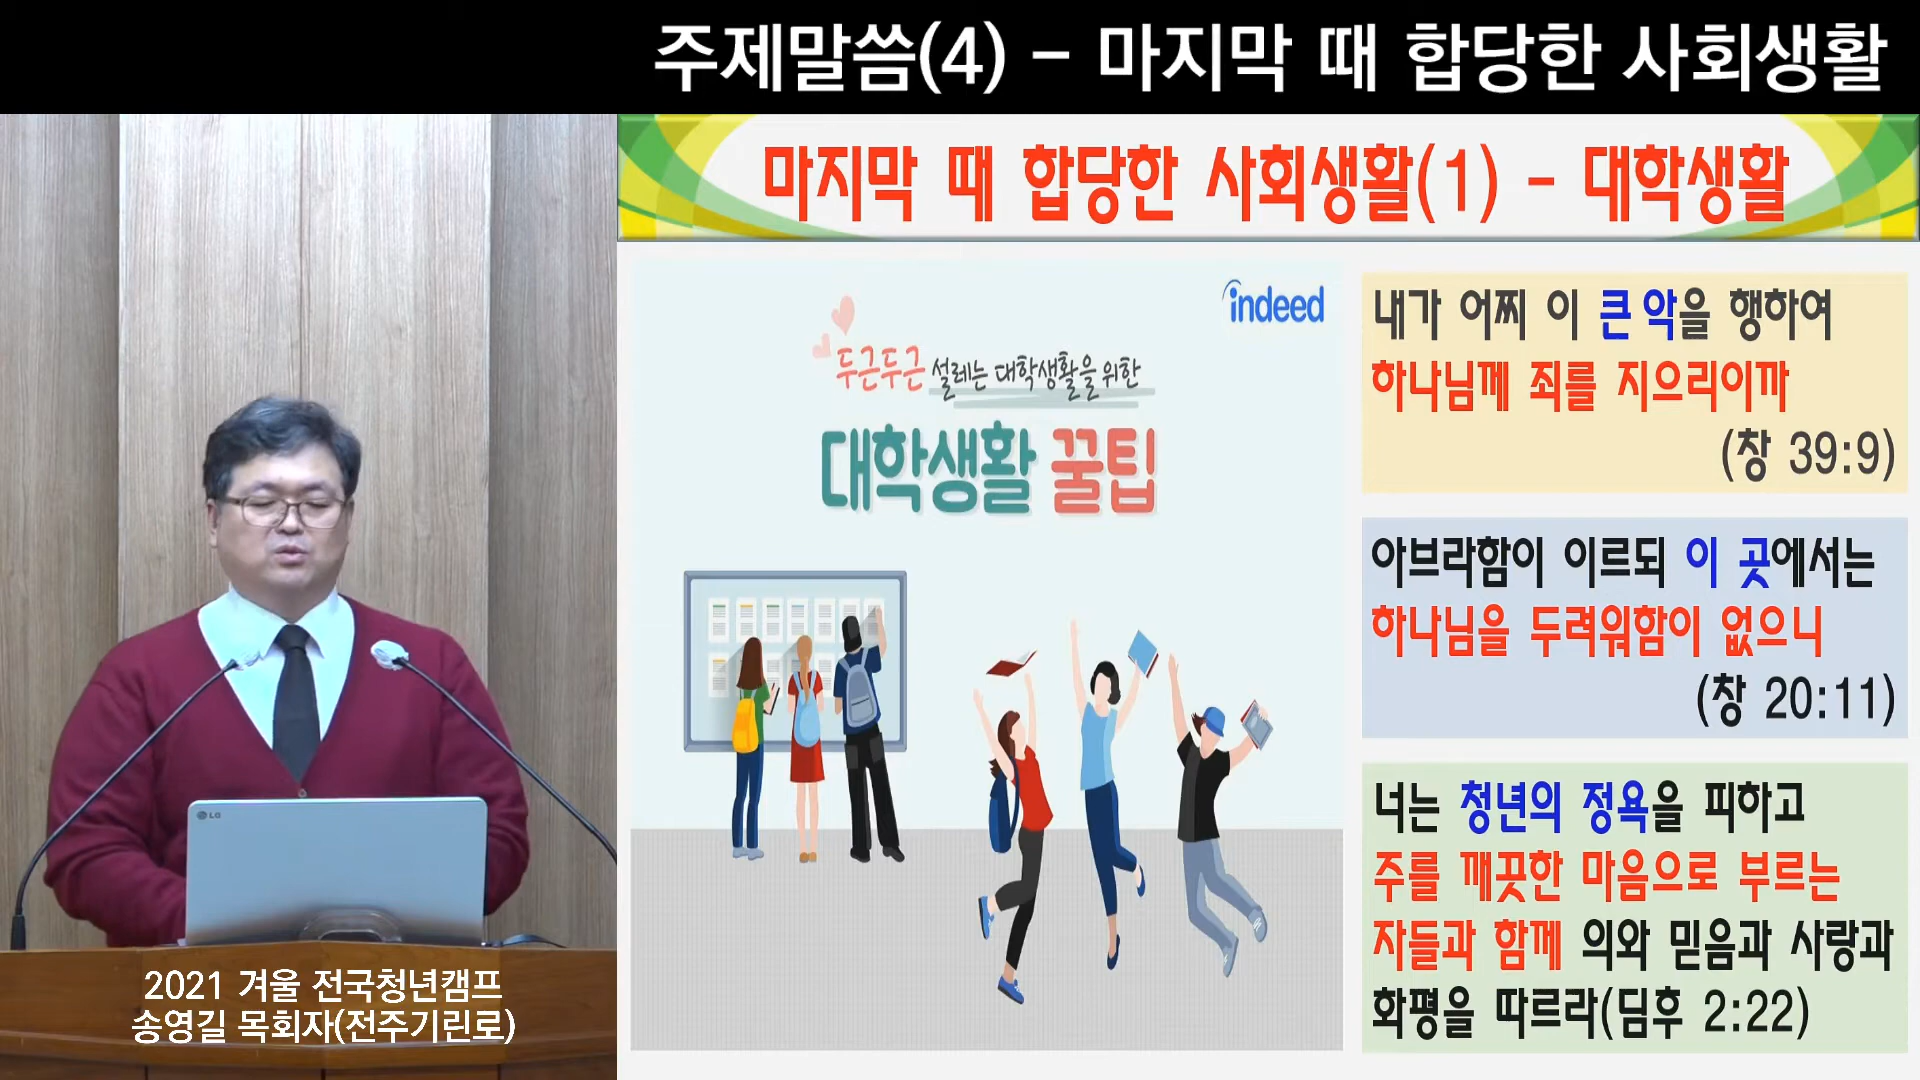 주제말씀(4) - 마지막 때 합당한 사회생활
마지막 때 합당한 사회생활(1) - 대학생활
indeed
두근두근 설레는 대학생활을 위한
대학생활 꿀팁
내가 어찌 이 큰 악을 행하여
하나님께 죄를 지으리이까
(창 39:9)
아브라함이 이르되 이 곳에서는
하나님을 두려워함이 없으니
(창 20:11)
너는 청년의 정욕을 피하고
주를 깨끗한 마음으로 부르는
자들과 함께 의와 믿음과 사랑과
화평을 따르라(딤후 2:22)
LG
2021 겨울 전국청년캠프
송영길 목회자(전주기린로)